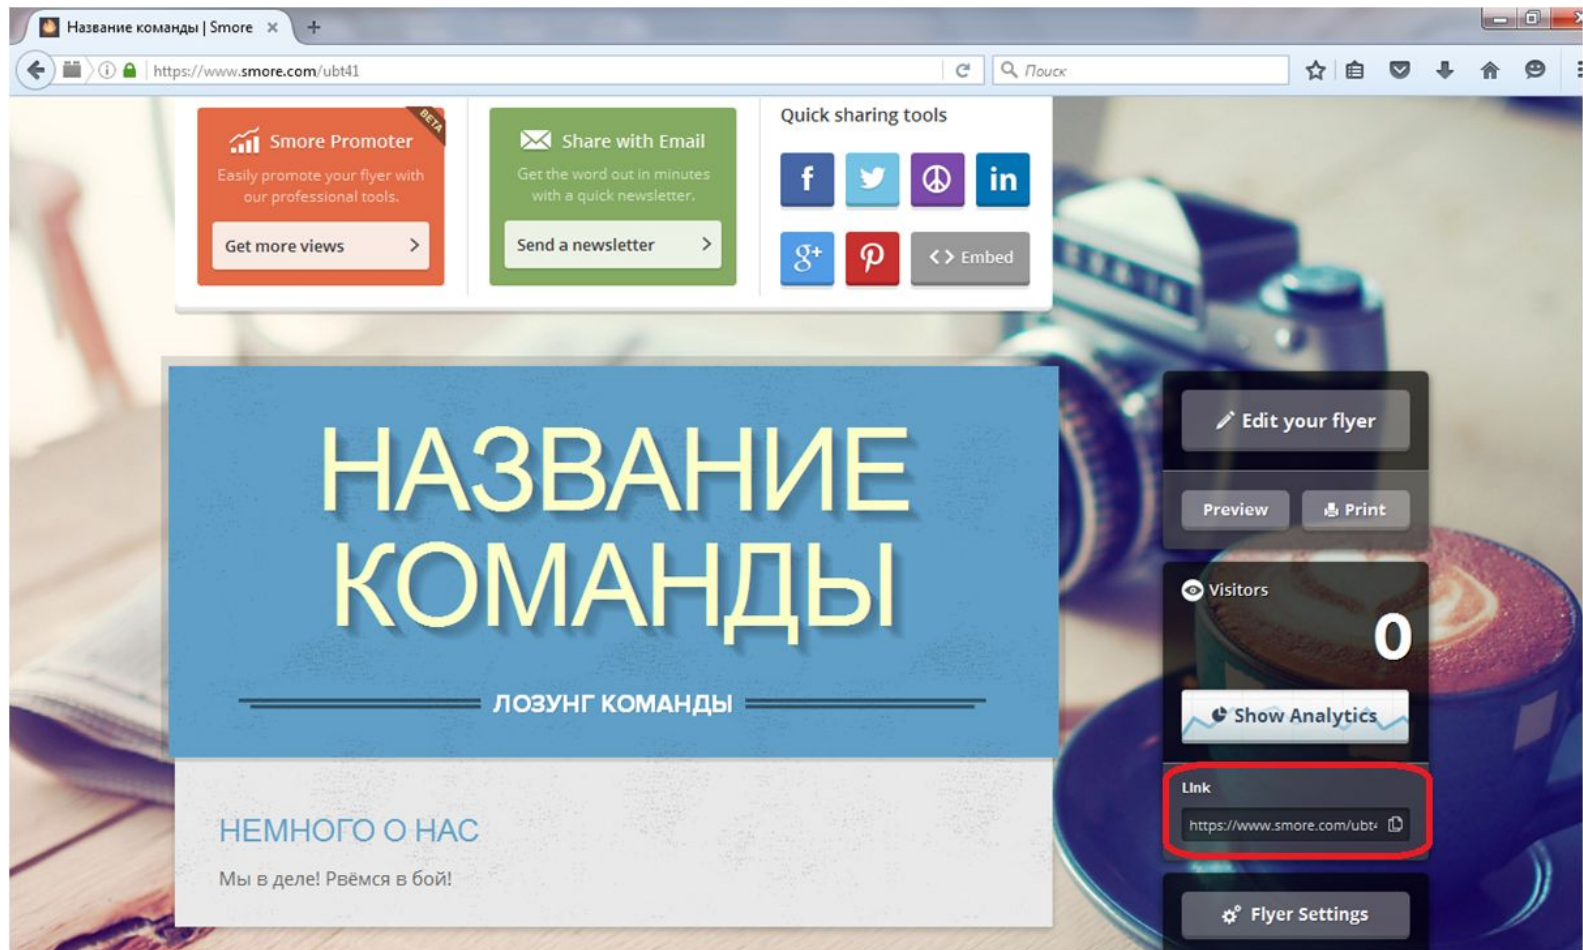 Название команды | Smore
https://www.smore.com/ubt41
Поиск
BETA
Smore Promoter
Easily promote your flyer with
our professional tools.
Get more views
Share with Email
Get the word out in minutes
with a quick newsletter.
Send a newsletter
Quick sharing tools
Embed
НАЗВАНИЕ
КОМАНДЫ
ЛОЗУНГ КОМАНДЫ
НЕМНОГО О НАС
Мы в деле! Рвёмся в бой!
Edit your flyer
Preview
Print
Visitors
0
Show Analytics
Link
https://www.smore.com/ubt4
Flyer Settings